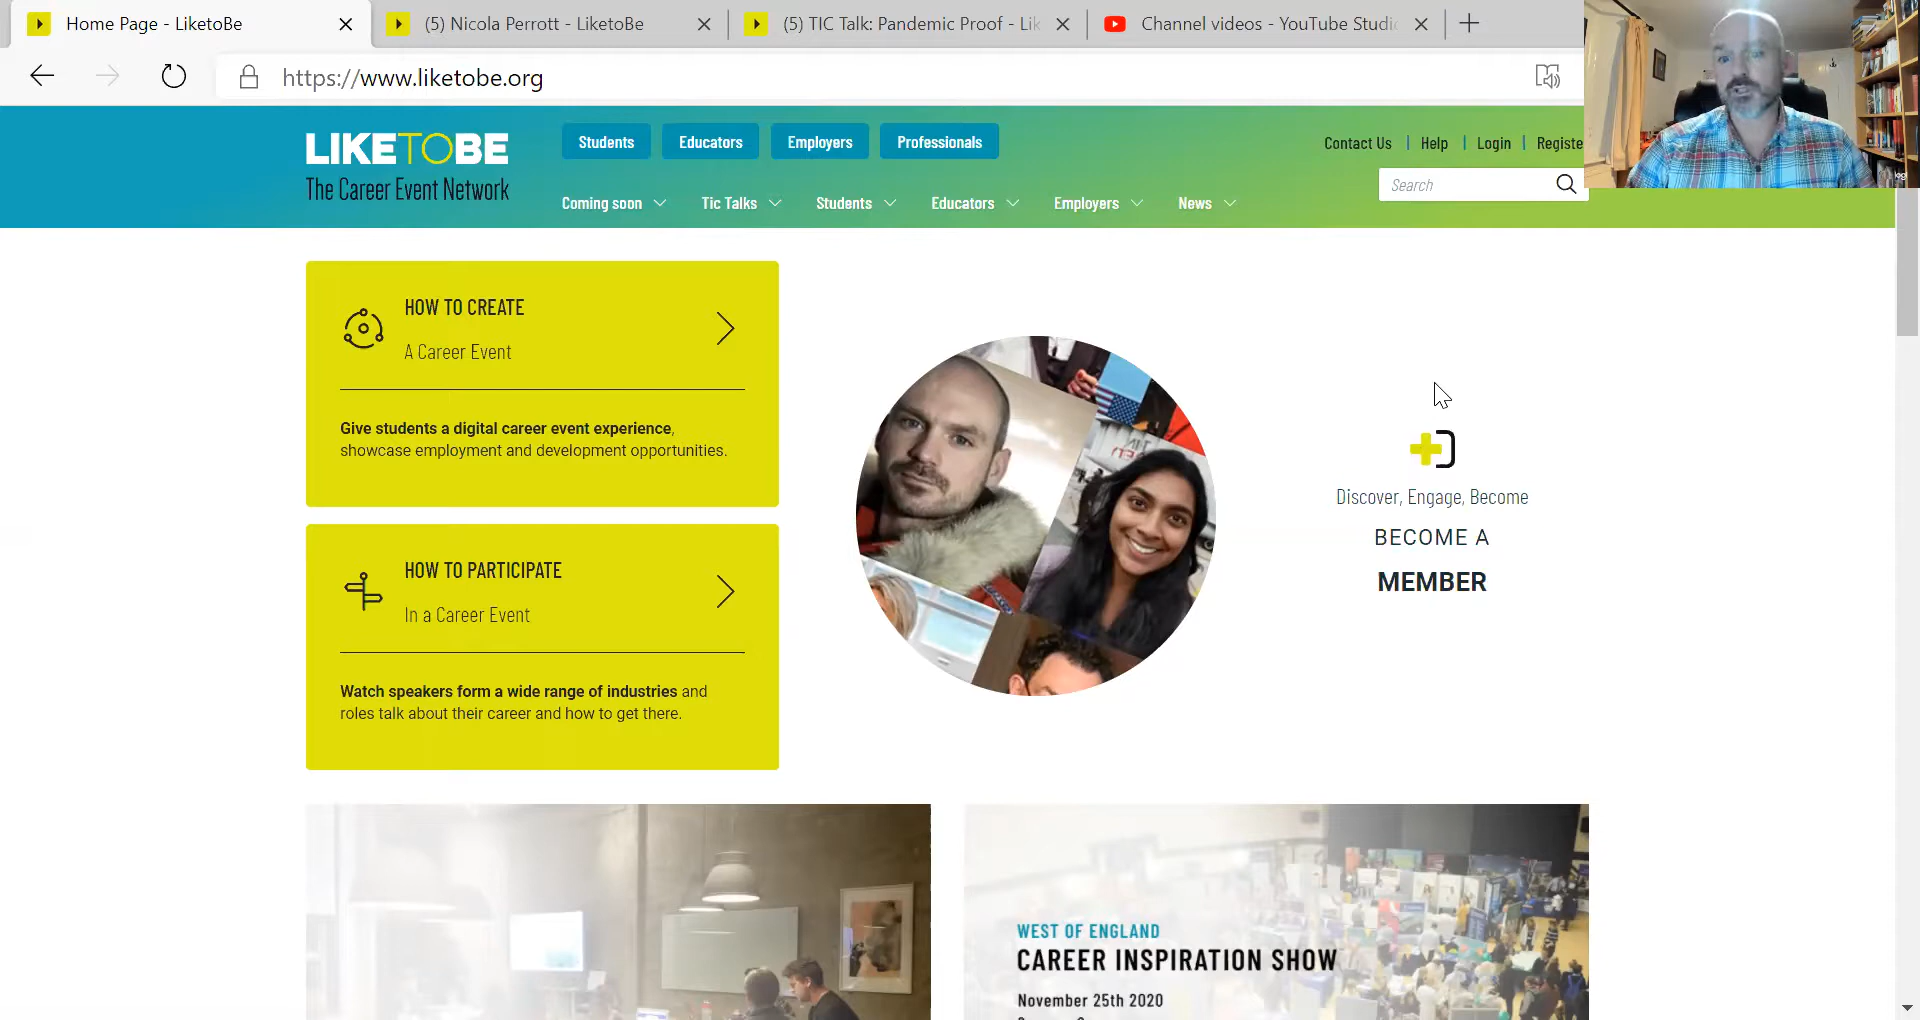 Home Page - LiketoBe
(5) Nicola Perrott - LiketoBe
(5) TIC Talk: Pandemic Proof - Lik
Channel videos - YouTube Studi
https://www.liketobe.org
LIKETOBE
The Career Event Network
Students
Educators
Employers
Professionals
Contact Us
Help
Login
Registe
Search
Coming soon
Tic Talks
Students
Educators
Employers
News
HOW TO CREATE
A Career Event
Give students a digital career event experience,
showcase employment and development opportunities.
HOW TO PARTICIPATE
In a Career Event
Watch speakers form a wide range of industries and
roles talk about their career and how to get there.
Discover, Engage, Become
BECOME A
MEMBER
WEST OF ENGLAND
CAREER INSPIRATION SHOW
November 25th 2020